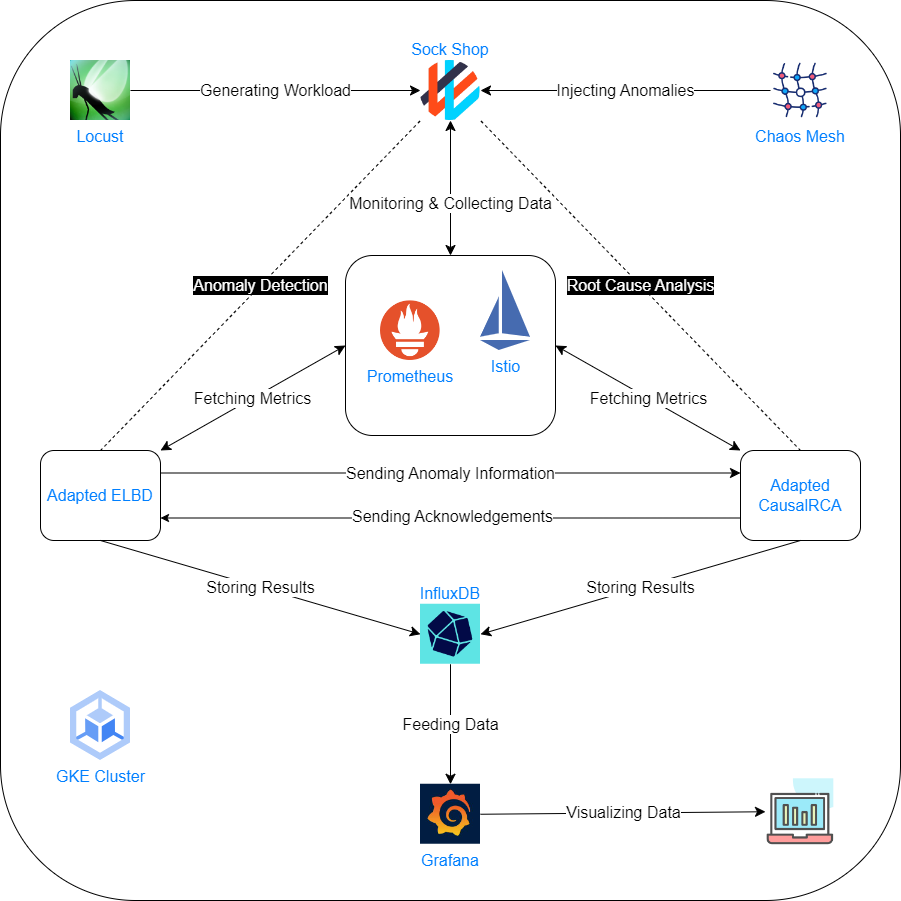 Sock Shop
Generating Workload
Injecting Anomalies
Locust
Chaos Mesh
Monitoring & Collecting Data
Anomaly Detection
Root Cause Analysis
Prometheus
Istio
Fetching Metrics
Fetching Metrics
Sending Anomaly Information
Adapted ELBD
Adapted
CausalRCA
Sending Acknowledgements
Storing Results
Storing Results
InfluxDB
Feeding Data
GKE Cluster
Visualizing Data
Grafana